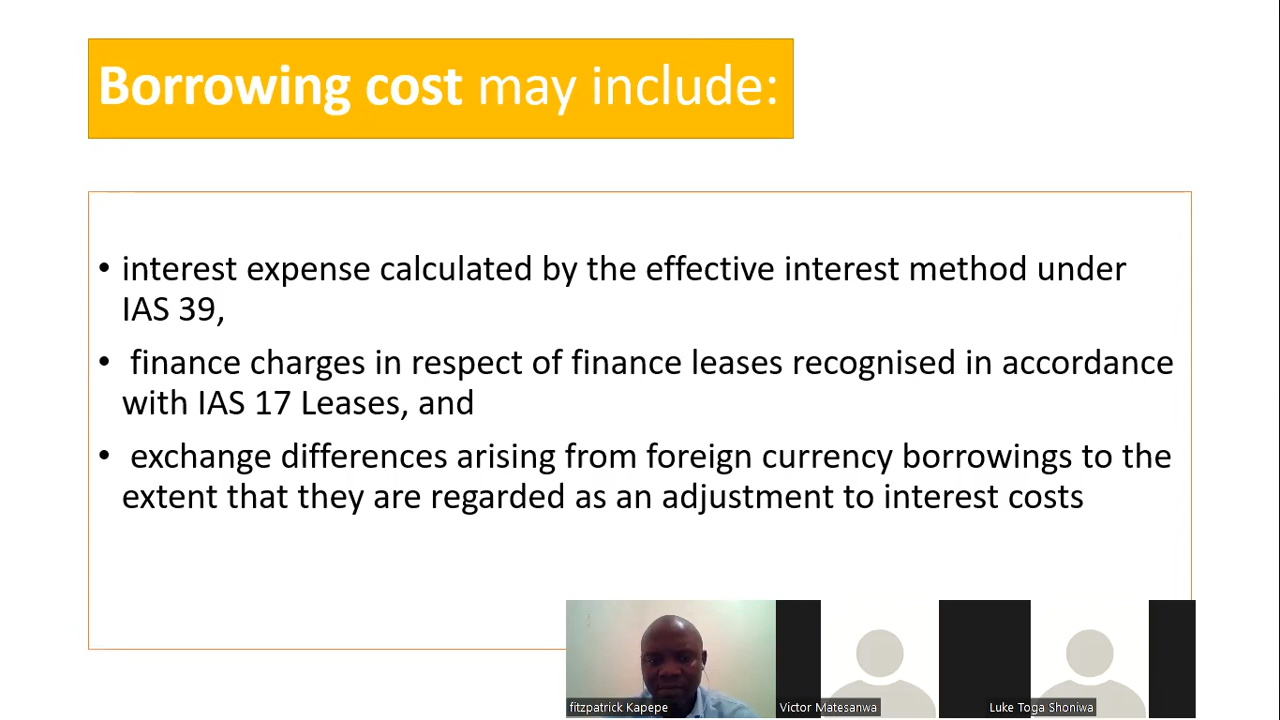 Borrowing cost may include:
• interest expense calculated by the effective interest method under
IAS 39,
• finance charges in respect of finance leases recognised in accordance
with IAS 17 Leases, and
• exchange differences arising from foreign currency borrowings to the
extent that they are regarded as an adjustment to interest costs
fitzpatrick Kapepe
Victor Matesanwa
Luke Toga Shoniwa